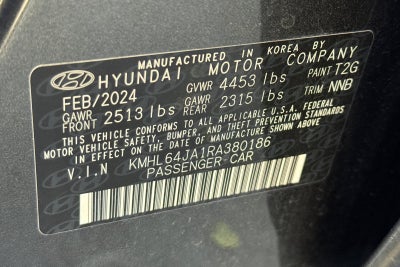 MANUFACTURED IN KOREA BY
HYUNDAI MOTOR COMPANY
FEB/2024 GVWR 4453 lbs PAINT T2G
GAWR FRONT 2513 lbs GAWR REAR 2315 lbs TRIM NNB
THIS VEHICLE CONFORMS TO ALL APPLICABLE U.S.A. FEDERAL
MOTOR VEHICLE SAFETY, BUMPER, AND THEFT PREVENTION STANDARDS
IN EFFECT ON THE DATE OF MANUFACTURE SHOWN ABOVE.
V.I.N KMHL64JA1RA380186
PASSENGER-CAR